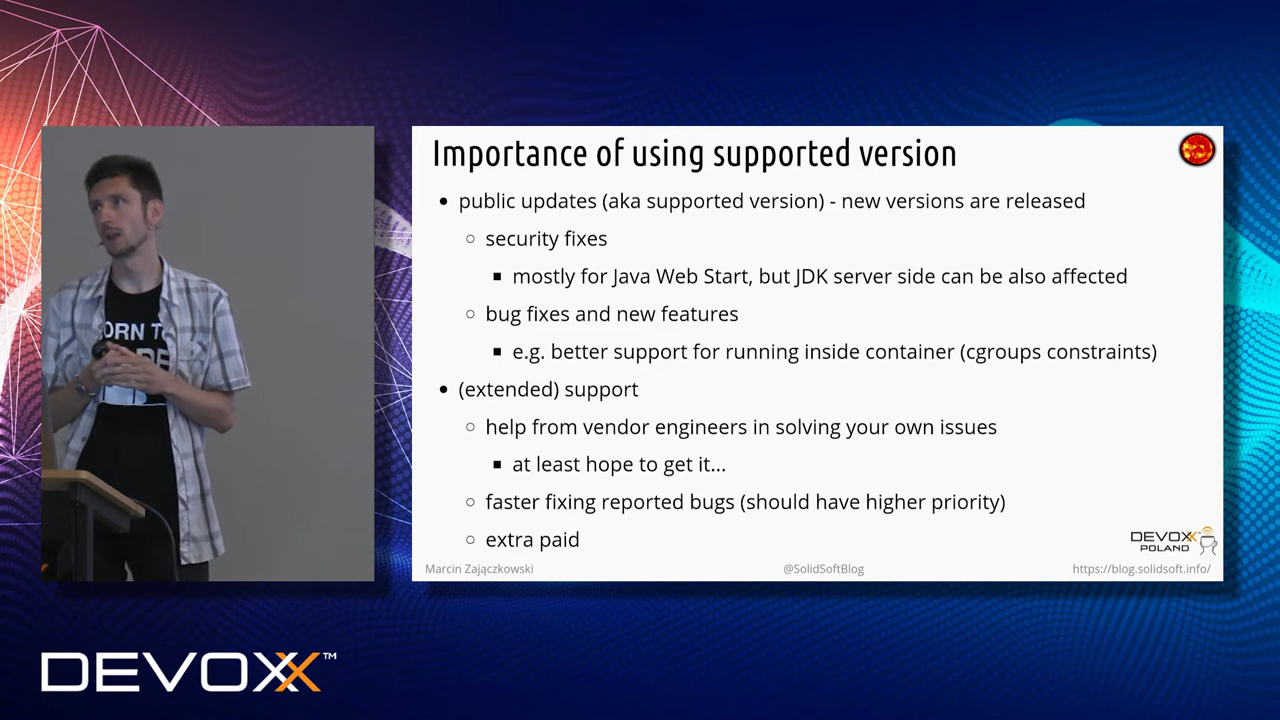 Importance of using supported version
public updates (aka supported version) - new versions are released
security fixes
mostly for Java Web Start, but JDK server side can be also affected
bug fixes and new features
e.g. better support for running inside container (cgroups constraints)
(extended) support
help from vendor engineers in solving your own issues
at least hope to get it...
faster fixing reported bugs (should have higher priority)
extra paid
DEVOXX
POLAND
Marcin Zajączkowski
@SolidSoftBlog
https://blog.solidsoft.info/
ORN TO
DEVOXX™